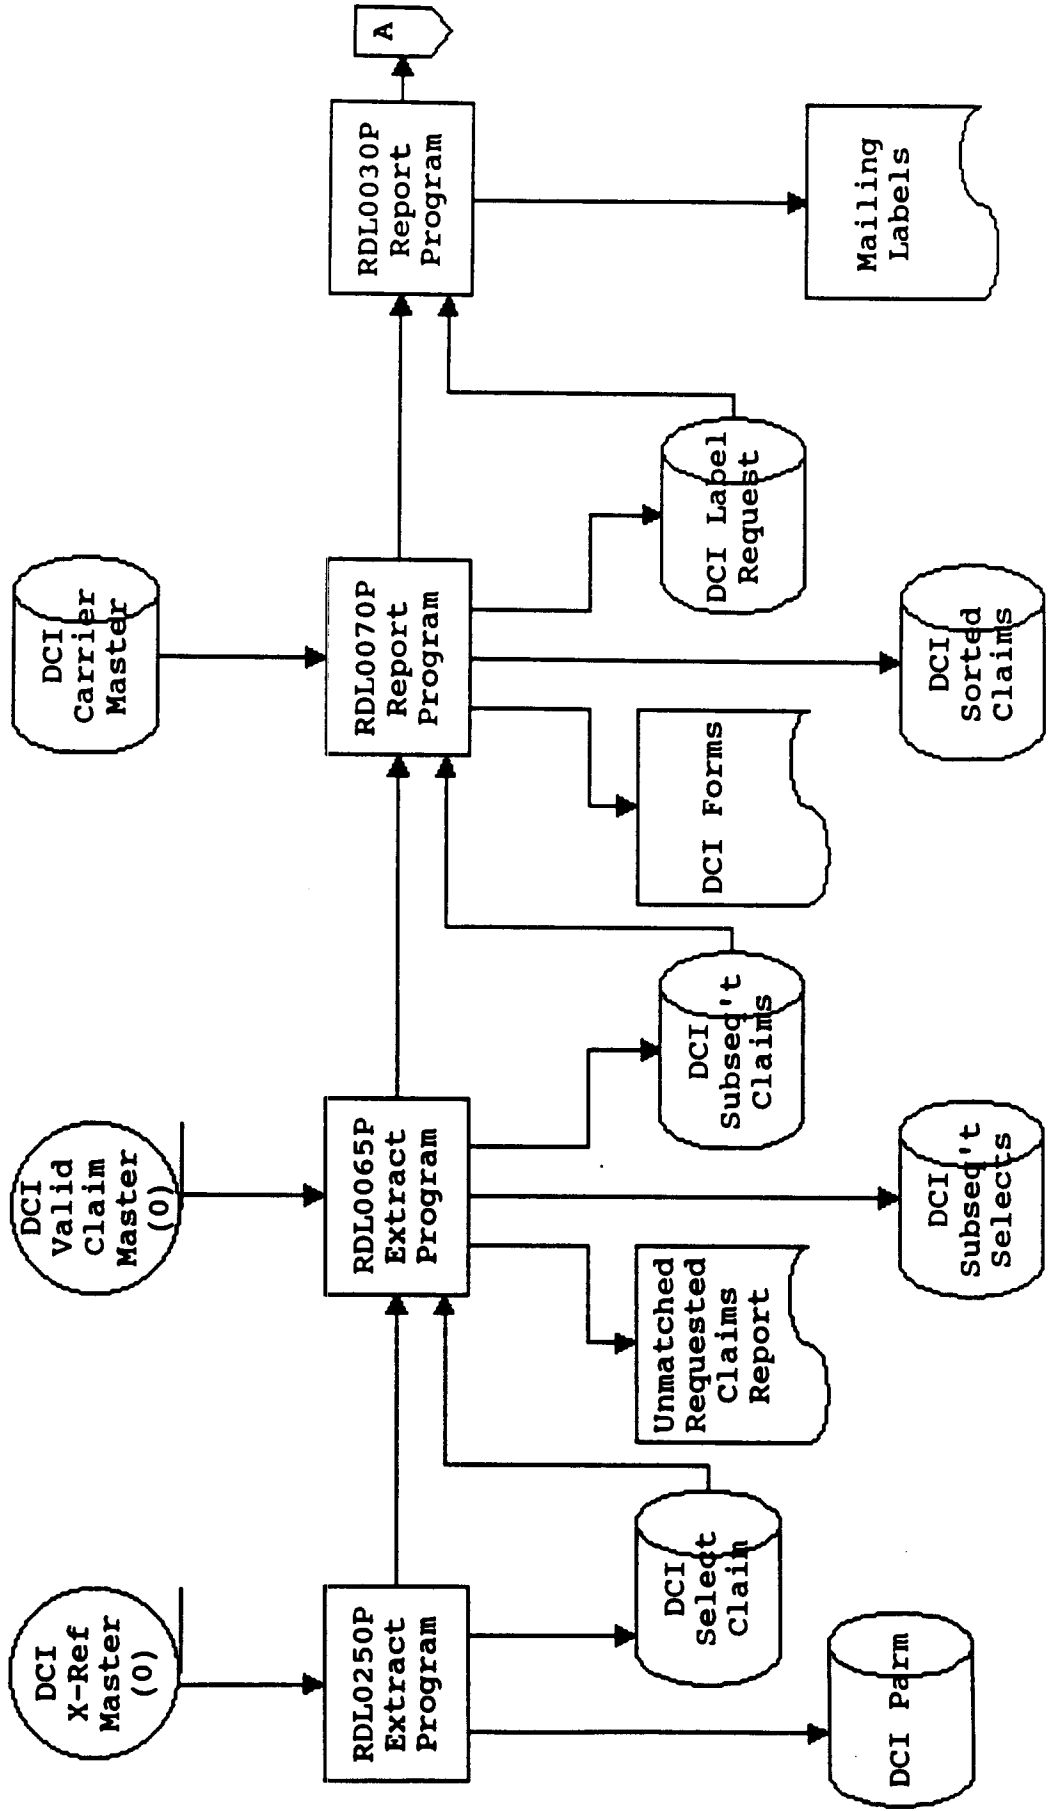 DCI
X-Ref
Master
(0)
DCI
Valid
Claim
Master
(0)
DCI
Carrier
Master
RDL0250P
Extract
Program
RDL0065P
Extract
Program
RDL0070P
Report
Program
RDL0030P
Report
Program
A
DCI
Select
Claim
Unmatched
Requested
Claims
Report
DCI
Subseq't
Claims
DCI Forms
DCI Label
Request
Mailing
Labels
DCI Parm
DCI
Subseq't
Selects
DCI
Sorted
Claims